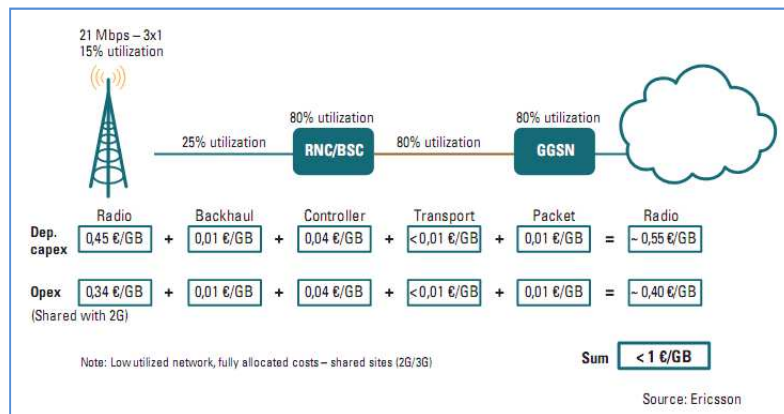 21 Mbps – 3x1
15% utilization
25% utilization
80% utilization
RNC/BSC
80% utilization
80% utilization
GGSN
Radio Backhaul Controller Transport Packet Radio
Dep. capex 0,45 €/GB + 0,01 €/GB + 0,04 €/GB + <0,01 €/GB + 0,01 €/GB = ~ 0,55 €/GB
Opex 0,34 €/GB + 0,01 €/GB + 0,04 €/GB + <0,01 €/GB + 0,01 €/GB = ~ 0,40 €/GB
(Shared with 2G)
Note: Low utilized network, fully allocated costs – shared sites (2G/3G)
Sum < 1 €/GB
Source: Ericsson